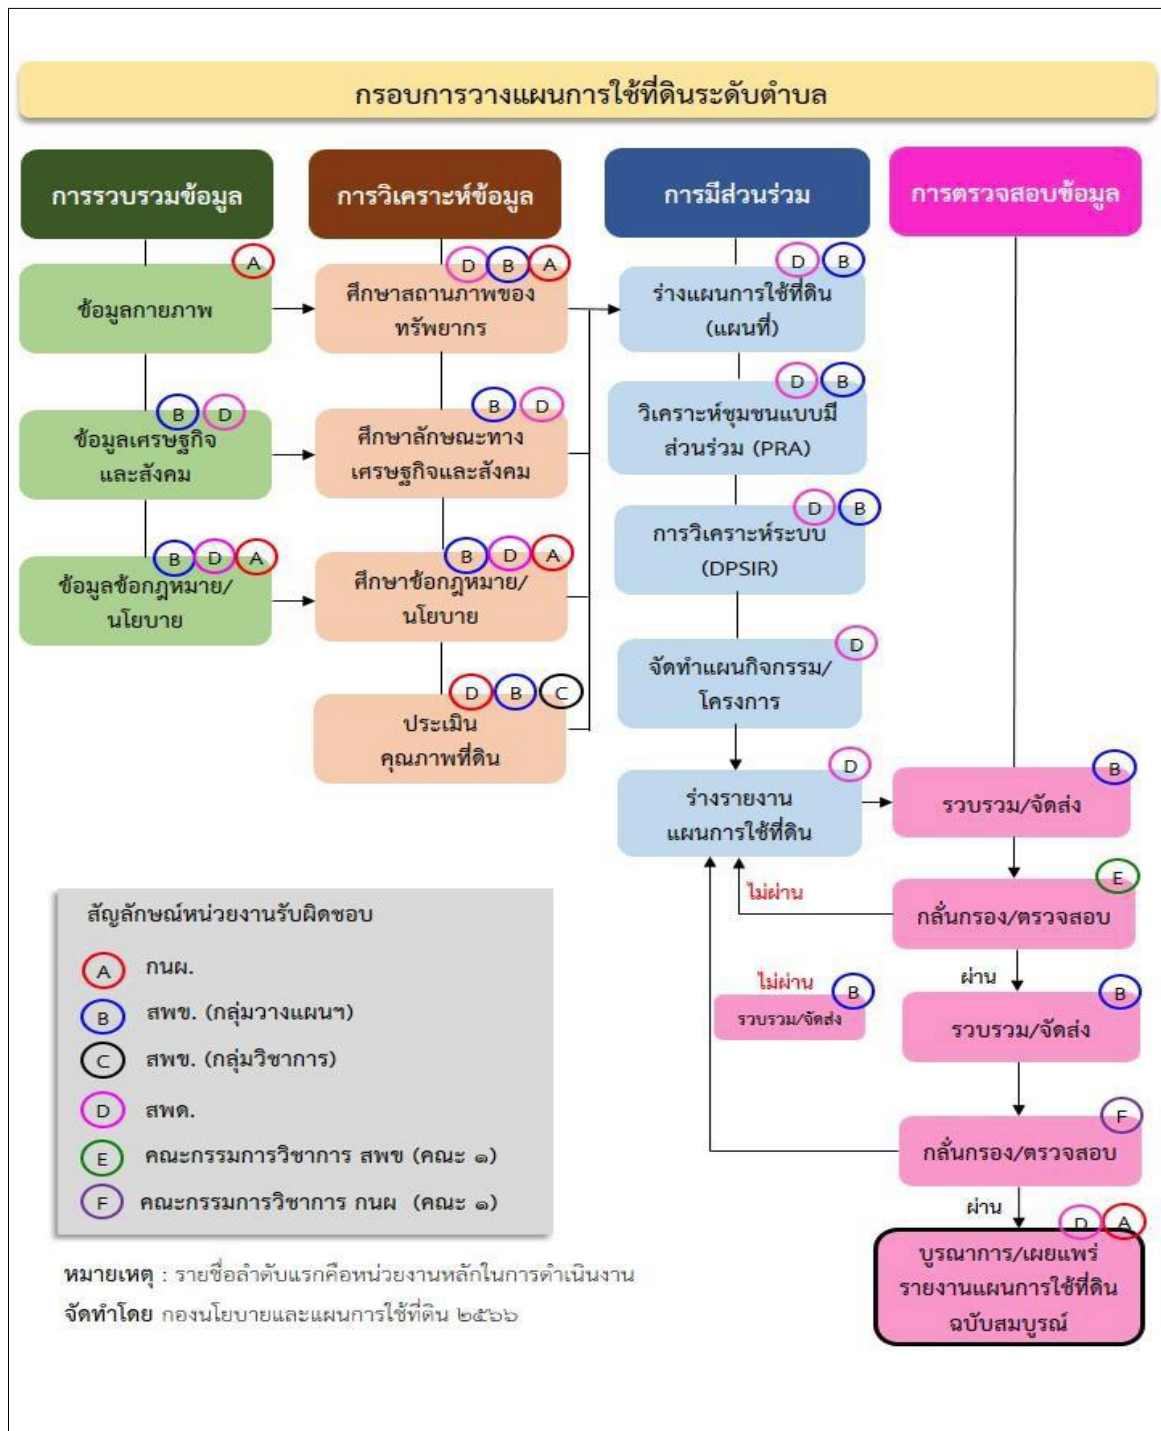 กรอบการวางแผนการใช้ที่ดินระดับตำบล
การรวบรวมข้อมูล
A
ข้อมูลกายภาพ
B D
ข้อมูลเศรษฐกิจ
และสังคม
B D A
ข้อมูลข้อกฎหมาย/
นโยบาย
การวิเคราะห์ข้อมูล
D B A
ศึกษาสถานภาพของ
ทรัพยากร
B D
ศึกษาลักษณะทาง
เศรษฐกิจและสังคม
B D A
ศึกษาข้อกฎหมาย/
นโยบาย
D B C
ประเมิน
คุณภาพที่ดิน
การมีส่วนร่วม
D B
ร่างแผนการใช้ที่ดิน
(แผนที่)
D B
วิเคราะห์ชุมชนแบบมี
ส่วนร่วม (PRA)
D B
การวิเคราะห์ระบบ
(DPSIR)
D
จัดทำแผนกิจกรรม/
โครงการ
D
ร่างรายงาน
แผนการใช้ที่ดิน
การตรวจสอบข้อมูล
B
รวบรวม/จัดส่ง
E
กลั่นกรอง/ตรวจสอบ
ไม่ผ่าน
ผ่าน
B
รวบรวม/จัดส่ง
ไม่ผ่าน
B
รวบรวม/จัดส่ง
F
กลั่นกรอง/ตรวจสอบ
ผ่าน
D A
บูรณาการ/เผยแพร่
รายงานแผนการใช้ที่ดิน
ฉบับสมบูรณ์
สัญลักษณ์หน่วยงานรับผิดชอบ
A กนผ.
B สพข. (กลุ่มวางแผนฯ)
C สพข. (กลุ่มวิชาการ)
D สพด.
E คณะกรรมการวิชาการ สพข (คณะ ๑)
F คณะกรรมการวิชาการ กนผ (คณะ ๑)
หมายเหตุ : รายชื่อลำดับแรกคือหน่วยงานหลักในการดำเนินงาน
จัดทำโดย กองนโยบายและแผนการใช้ที่ดิน ๒๕๖๖